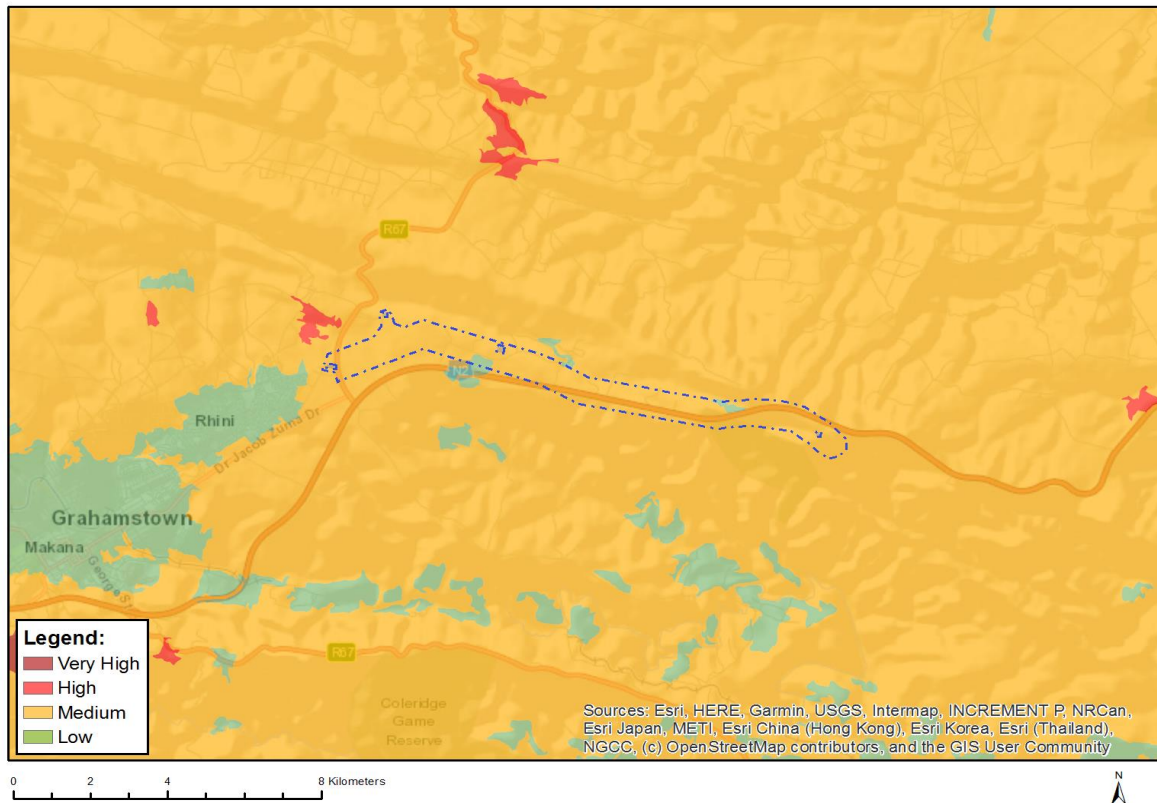 R67
N2
Rhini
Dr Jacob Zuma Dr
Grahamstown
Makana
George St
R67
Coleridge
Game
Reserve
Legend:
Very High
High
Medium
Low
Sources: Esri, HERE, Garmin, USGS, Intermap, INCREMENT P, NRCan,
Esri Japan, METI, Esri China (Hong Kong), Esri Korea, Esri (Thailand),
NGCC, (c) OpenStreetMap contributors, and the GIS User Community
0 2 4 8 Kilometers
N